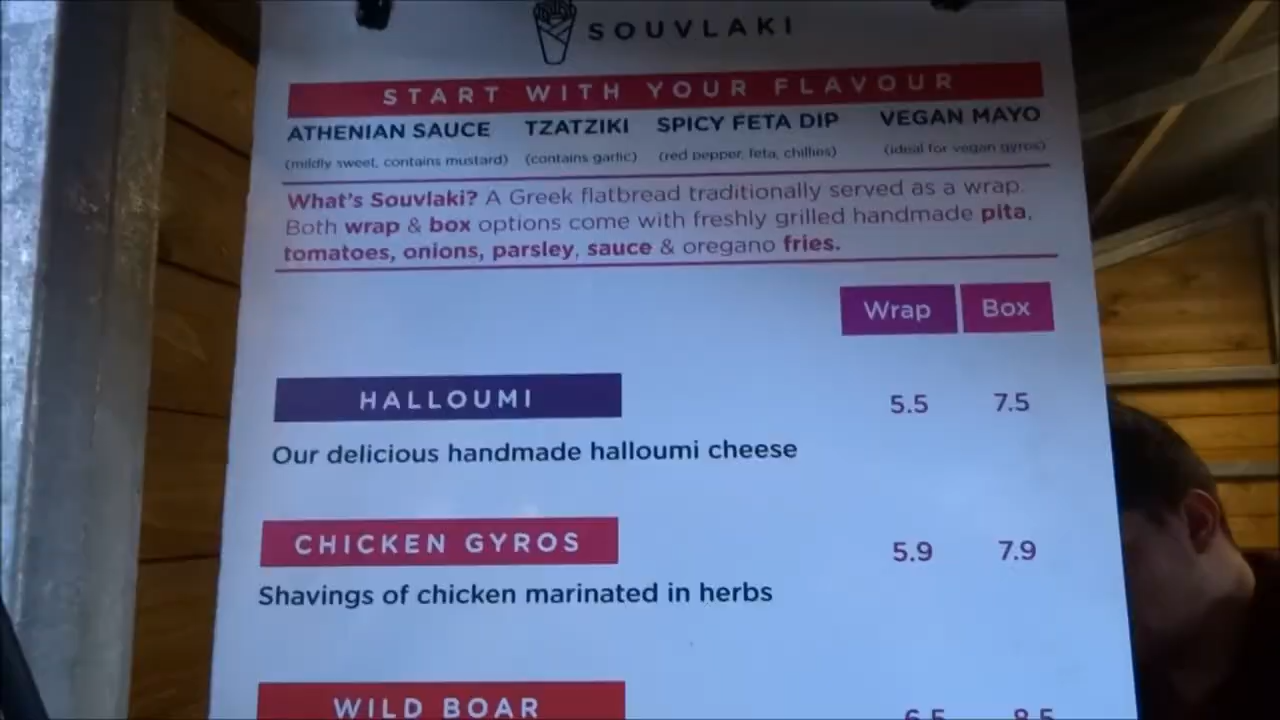 SOUVLAKI
START WITH YOUR FLAVOUR
ATHENIAN SAUCE TZATZIKI SPICY FETA DIP VEGAN MAYO
(mildly sweet, contains mustard) (contains garlic) (red pepper, feta, chillies) (ideal for vegan gyros)
What's Souvlaki? A Greek flatbread traditionally served as a wrap.
Both wrap & box options come with freshly grilled handmade pita,
tomatoes, onions, parsley, sauce & oregano fries.
Wrap Box
HALLOUMI 5.5 7.5
Our delicious handmade halloumi cheese
CHICKEN GYROS 5.9 7.9
Shavings of chicken marinated in herbs
WILD BOAR 6.5 8.5